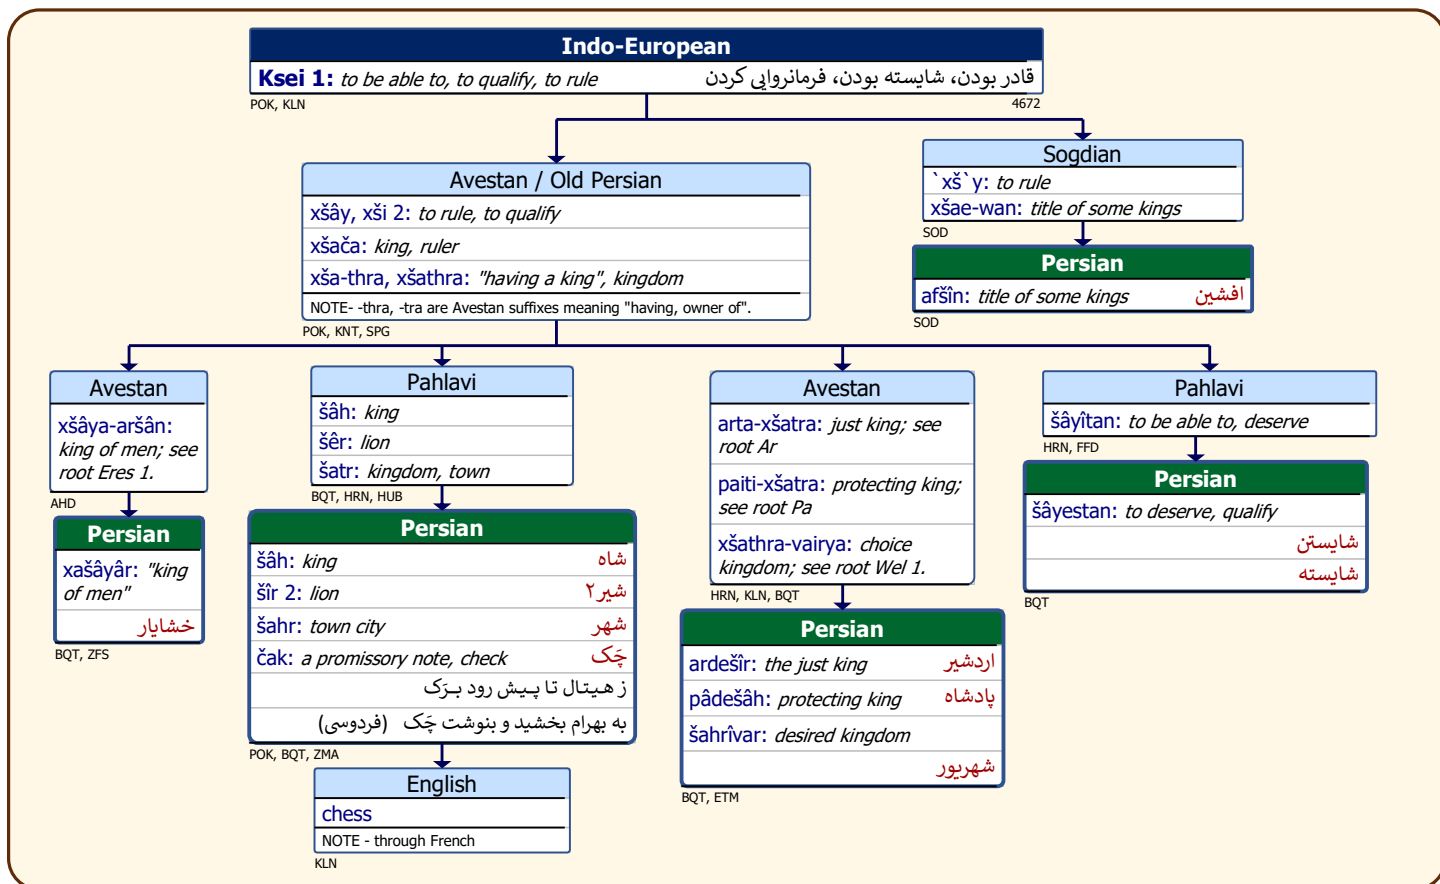 Indo-European
Ksei 1: to be able to, to qualify, to rule قادر بودن، شایسته بودن، فرمانروایی کردن
POK, KLN 4672
Avestan / Old Persian
xšây, xši 2: to rule, to qualify
xšača: king, ruler
xša-thra, xšathra: "having a king", kingdom
NOTE- -thra, -tra are Avestan suffixes meaning "having, owner of".
POK, KNT, SPG
Sogdian
`xš`y: to rule
xšae-wan: title of some kings
SOD
Persian
afšîn: title of some kings افشین
SOD
Avestan
xšâya-aršân:
king of men; see
root Eres 1.
AHD
Persian
xašâyâr: "king
of men"
خشایار
BQT, ZFS
Pahlavi
šâh: king
šêr: lion
šatr: kingdom, town
BQT, HRN, HUB
Persian
šâh: king شاه
šîr 2: lion شیر۲
šahr: town city شهر
čak: a promissory note, check چَک
ز هیتال تا پیش رود بـرَک
به بهرام بخشید و بنوشت چَک (فردوسی)
POK, BQT, ZMA
English
chess
NOTE - through French
KLN
Avestan
arta-xšatra: just king; see
root Ar
paiti-xšatra: protecting king;
see root Pa
xšathra-vairya: choice
kingdom; see root Wel 1.
HRN, KLN, BQT
Persian
ardešîr: the just king اردشیر
pâdešâh: protecting king پادشاه
šahrîvar: desired kingdom
شهریور
BQT, ETM
Pahlavi
šâyîtan: to be able to, deserve
HRN, FFD
Persian
šâyestan: to deserve, qualify
شایستن
شایسته
BQT